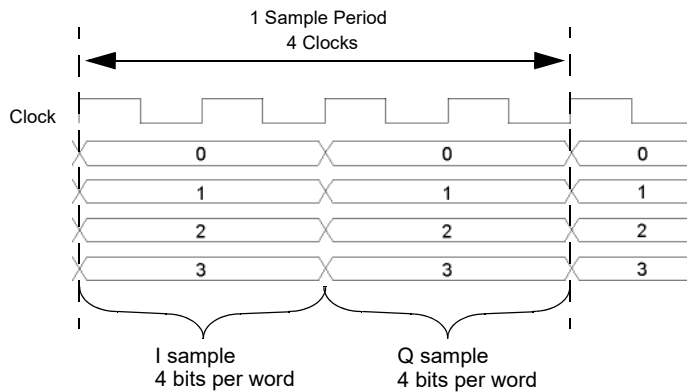 1 Sample Period
4 Clocks
Clock
0 0 0
1 1 1
2 2 2
3 3 3
I sample
4 bits per word
Q sample
4 bits per word